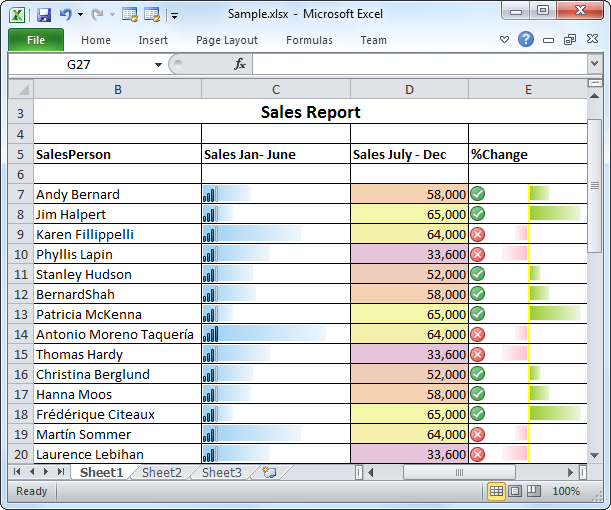 Sample.xlsx - Microsoft Excel
File Home Insert Page Layout Formulas Team
G27 fx
B C D E
3 Sales Report
4
5 SalesPerson Sales Jan- June Sales July - Dec %Change
6
7 Andy Bernard 58,000
8 Jim Halpert 65,000
9 Karen Fillippelli 64,000
10 Phyllis Lapin 33,600
11 Stanley Hudson 52,000
12 BernardShah 58,000
13 Patricia McKenna 65,000
14 Antonio Moreno Taquería 64,000
15 Thomas Hardy 33,600
16 Christina Berglund 52,000
17 Hanna Moos 58,000
18 Frédérique Citeaux 65,000
19 Martín Sommer 64,000
20 Laurence Lebihan 33,600
Sheet1 Sheet2 Sheet3
Ready 100%